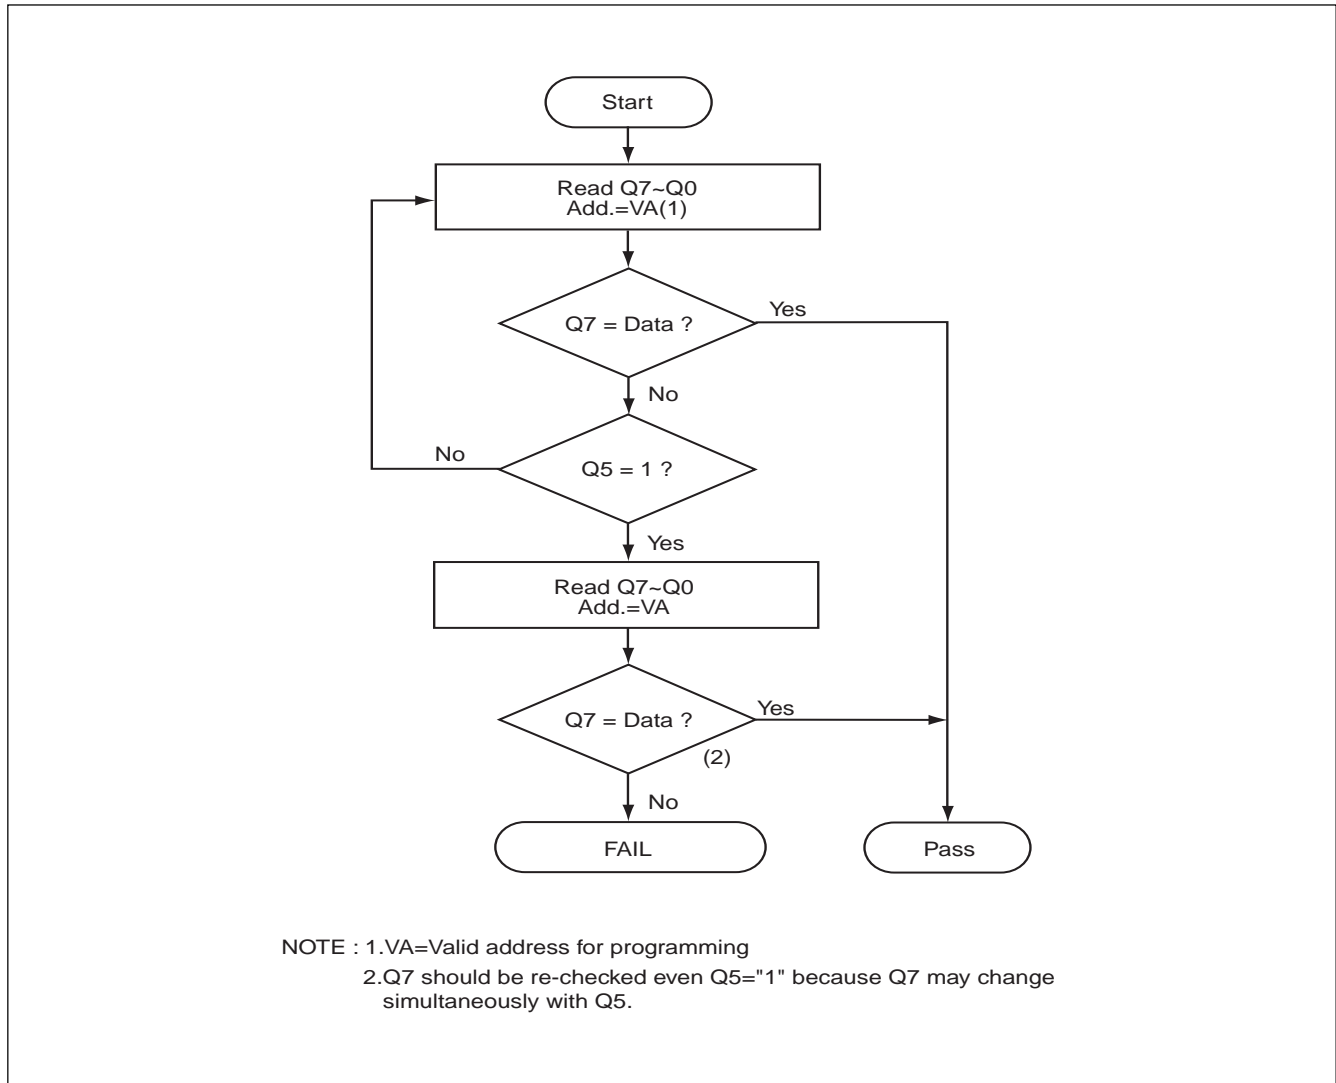 Start
Read Q7~Q0
Add.=VA(1)
Q7 = Data ?
Yes
No
No
Q5 = 1 ?
Yes
Read Q7~Q0
Add.=VA
Q7 = Data ?
Yes
(2)
No
FAIL
Pass
NOTE : 1.VA=Valid address for programming
2.Q7 should be re-checked even Q5="1" because Q7 may change
simultaneously with Q5.